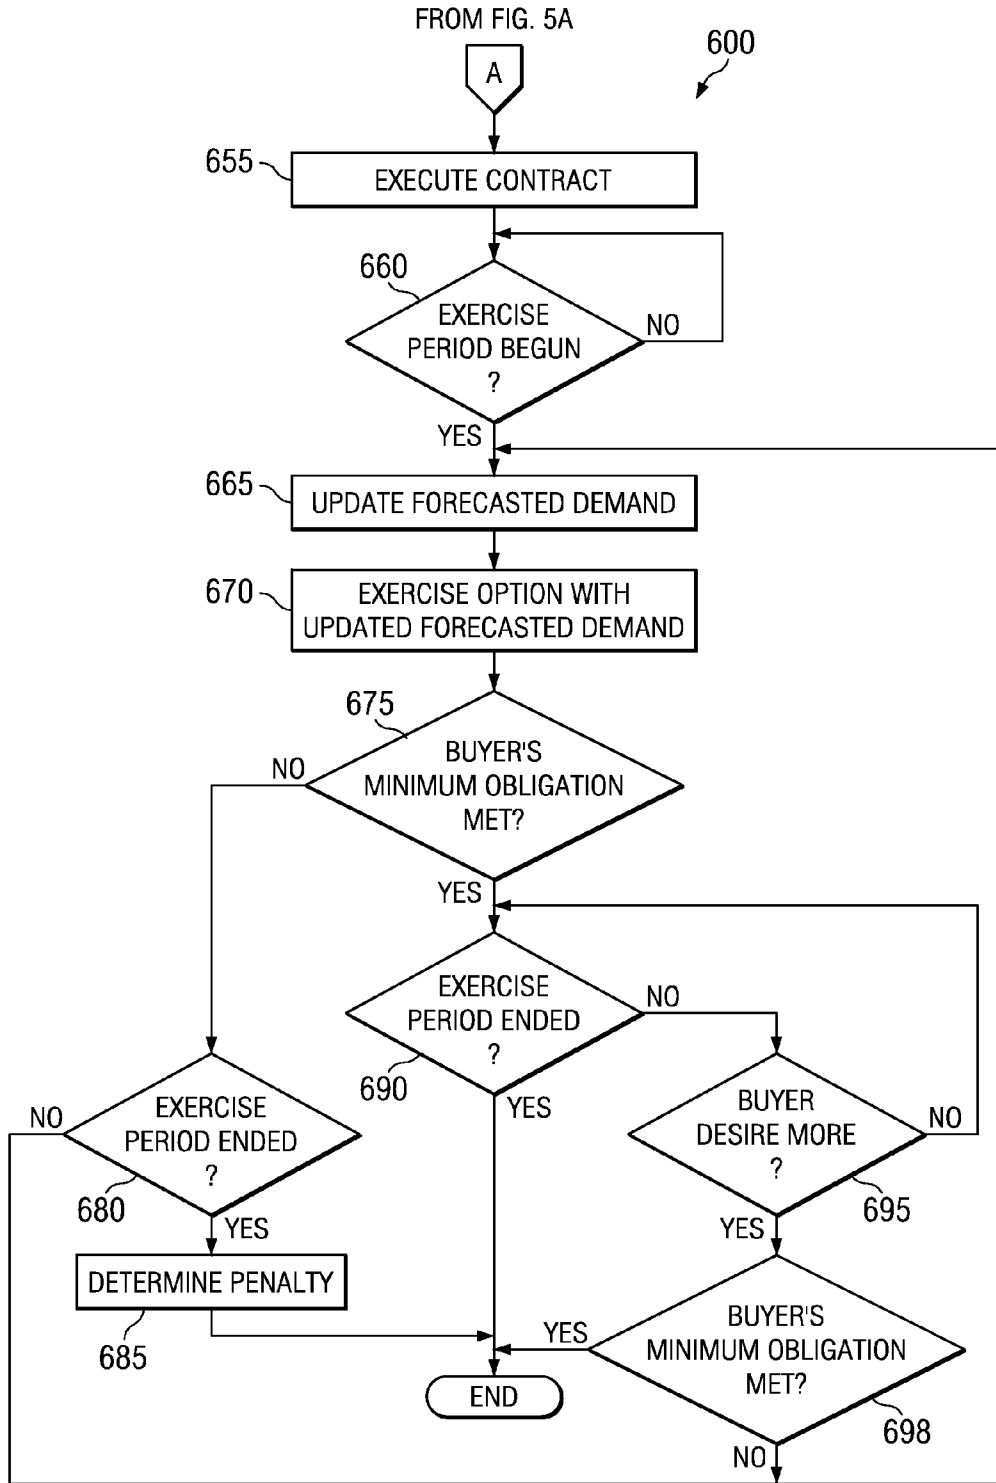 FROM FIG. 5A
A
600
655
EXECUTE CONTRACT
660
EXERCISE
PERIOD BEGUN
?
NO
YES
665
UPDATE FORECASTED DEMAND
670
EXERCISE OPTION WITH
UPDATED FORECASTED DEMAND
675
BUYER'S
MINIMUM OBLIGATION
MET?
NO
YES
EXERCISE
PERIOD ENDED
?
690
NO
YES
EXERCISE
PERIOD ENDED
?
NO
680
YES
BUYER
DESIRE MORE
?
NO
695
YES
DETERMINE PENALTY
685
BUYER'S
MINIMUM OBLIGATION
MET?
YES
698
NO
END